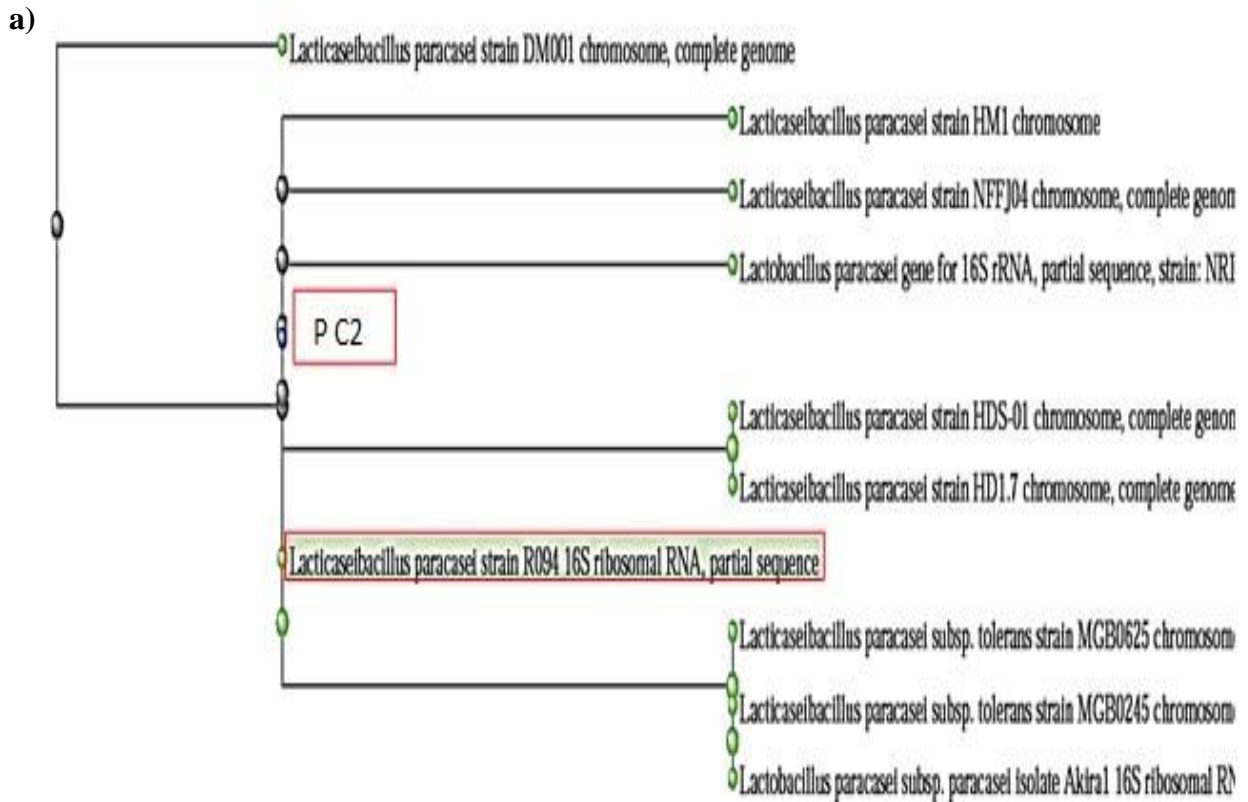 a)
Lacticaseibacillus paracasei strain DM001 chromosome, complete genome
Lacticaseibacillus paracasei strain HM1 chromosome
Lacticaseibacillus paracasei strain NFFJ04 chromosome, complete genon
Lactobacillus paracasei gene for 16S rRNA, partial sequence, strain: NRI
P C2
Lacticaseibacillus paracasei strain HDS-01 chromosome, complete genon
Lacticaseibacillus paracasei strain HD1.7 chromosome, complete genome
Lacticaseibacillus paracasei strain R094 16S ribosomal RNA, partial sequence
Lacticaseibacillus paracasei subsp. tolerans strain MGB0625 chromosom
Lacticaseibacillus paracasei subsp. tolerans strain MGB0245 chromosom
Lactobacillus paracasei subsp. paracasei isolate Akira1 16S ribosomal RN